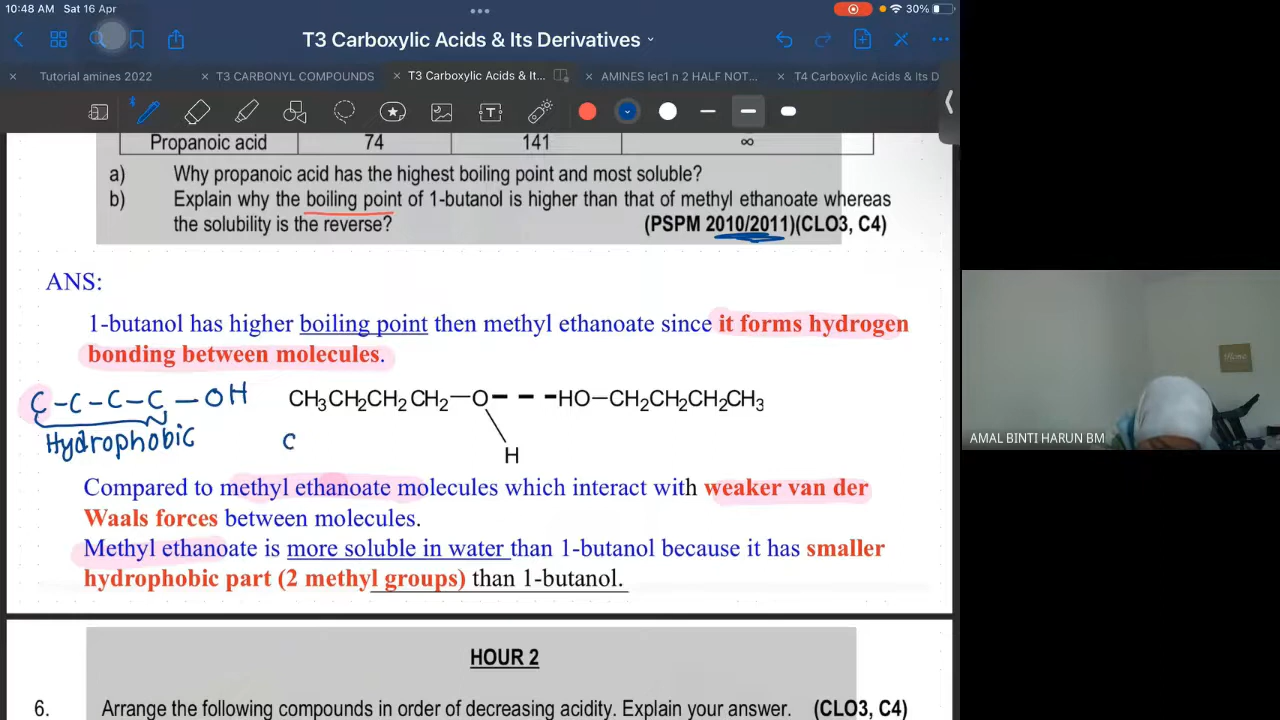 10:48 AM Sat 16 Apr
30%
T3 Carboxylic Acids & Its Derivatives
Tutorial amines 2022
T3 CARBONYL COMPOUNDS
T3 Carboxylic Acids & It...
AMINES lec1 n 2 HALF NOT...
T4 Carboxylic Acids & Its D
Propanoic acid 74 141 ∞
a) Why propanoic acid has the highest boiling point and most soluble?
b) Explain why the boiling point of 1-butanol is higher than that of methyl ethanoate whereas
the solubility is the reverse? (PSPM 2010/2011)(CLO3, C4)
ANS:
1-butanol has higher boiling point then methyl ethanoate since it forms hydrogen
bonding between molecules.
C-C-C-C-OH
Hydrophobic
CH3CH2CH2CH2—O---HO—CH2CH2CH2CH3
H
C
Compared to methyl ethanoate molecules which interact with weaker van der
Waals forces between molecules.
Methyl ethanoate is more soluble in water than 1-butanol because it has smaller
hydrophobic part (2 methyl groups) than 1-butanol.
HOUR 2
6. Arrange the following compounds in order of decreasing acidity. Explain your answer. (CLO3, C4)
AMAL BINTI HARUN BM